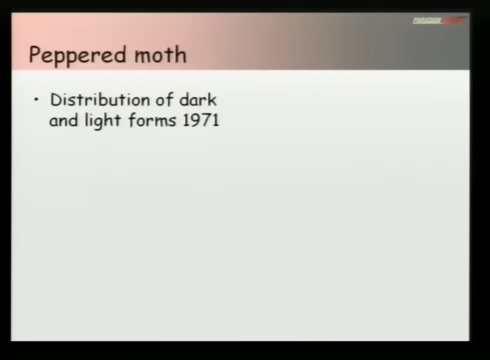 Peppered moth
• Distribution of dark
and light forms 1971